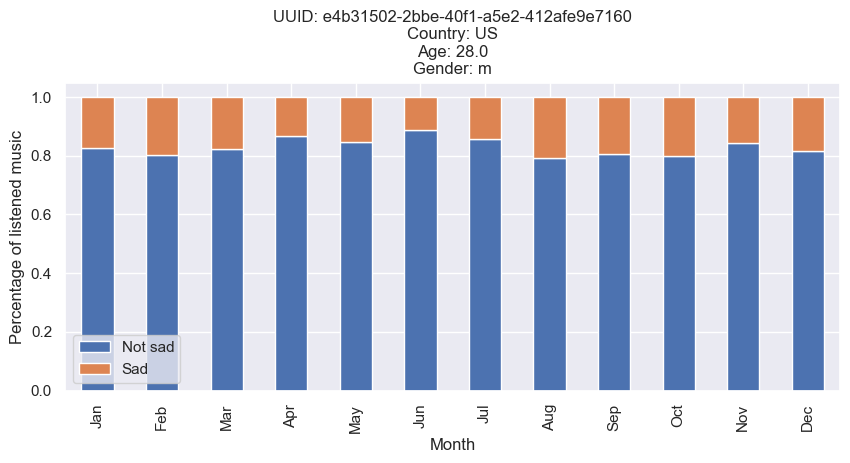 UUID: e4b31502-2bbe-40f1-a5e2-412afe9e7160
Country: US
Age: 28.0
Gender: m
Percentage of listened music
1.0
0.8
0.6
0.4
0.2
0.0
Not sad
Sad
Jan
Feb
Mar
Apr
May
Jun
Jul
Aug
Sep
Oct
Nov
Dec
Month